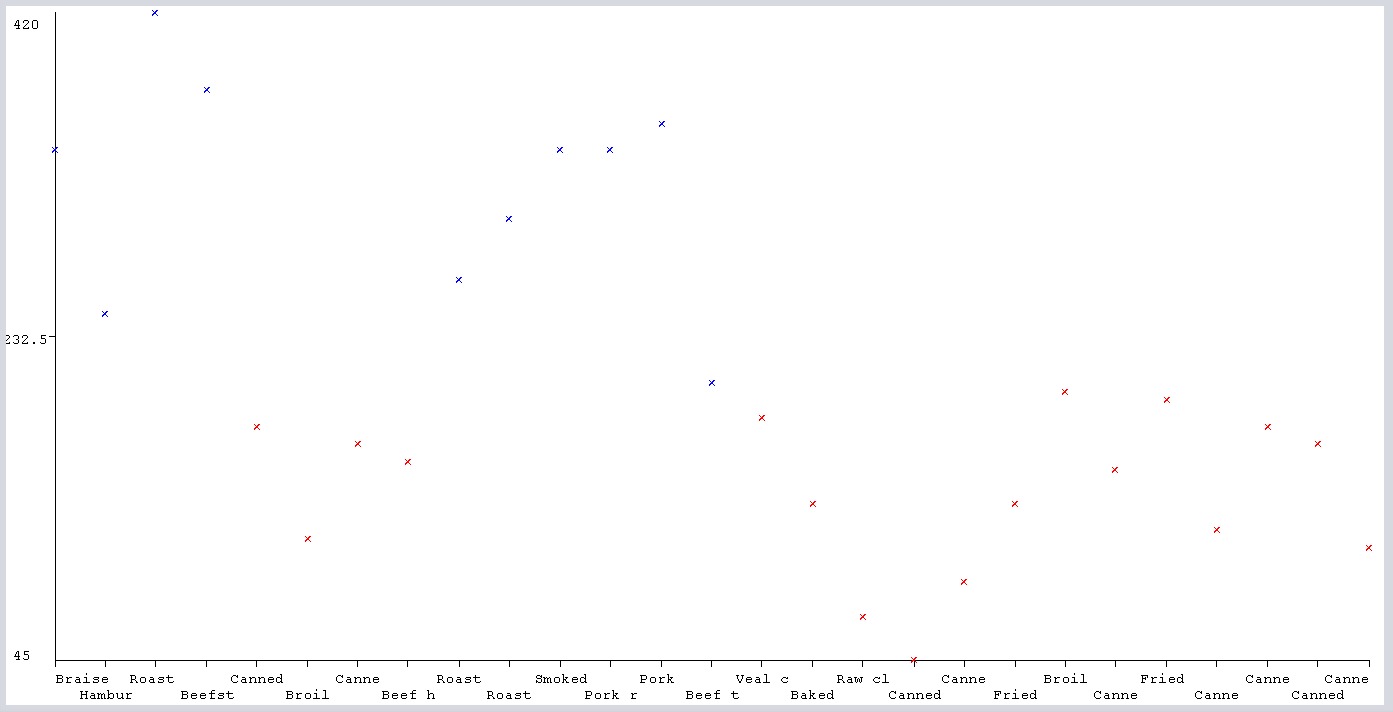 420
232.5
45
Braise Roast Canned Canne Roast Smoked Pork Veal c Raw cl Canne Broil Fried Canne Canne
Hambur Beefst Broil Beef h Roast Pork r Beef t Baked Canned Fried Canne Canne Canned